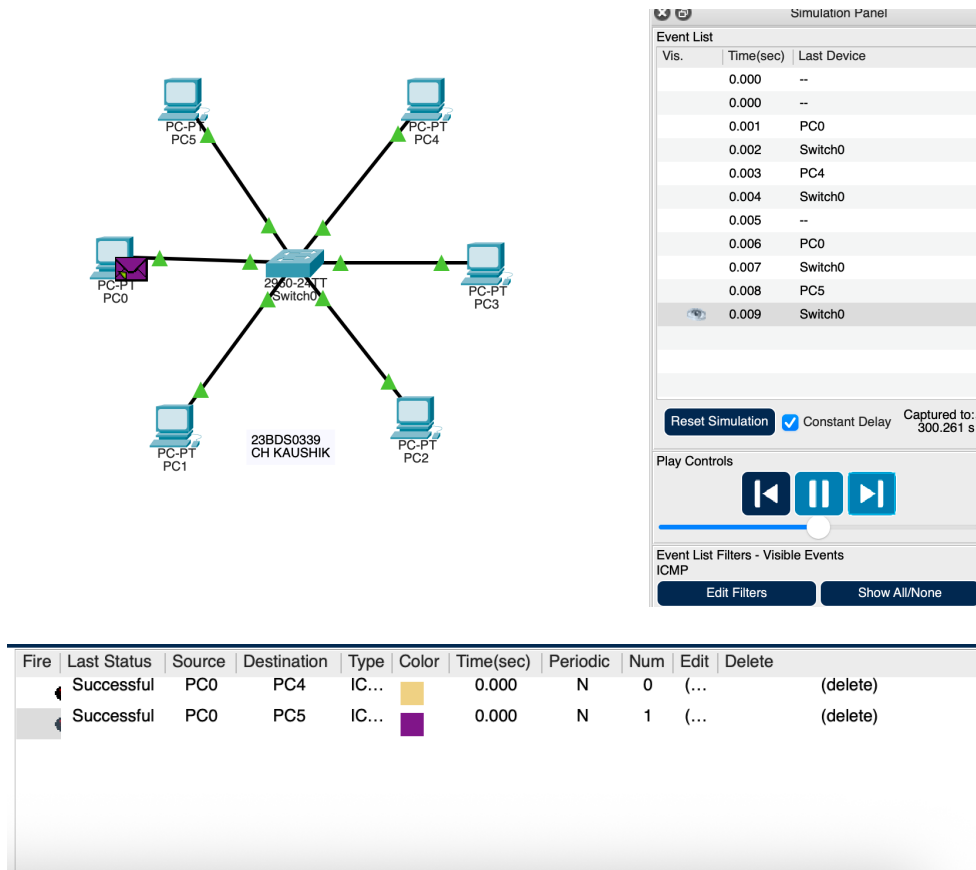 PC-PT
PC5
PC-PT
PC4
PC-PT
PC0
2960-24TT
Switch0
PC-PT
PC3
PC-PT
PC1
23BDS0339
CH KAUSHIK
PC-PT
PC2
Simulation Panel
Event List
Vis. Time(sec) Last Device
0.000 --
0.000 --
0.001 PC0
0.002 Switch0
0.003 PC4
0.004 Switch0
0.005 --
0.006 PC0
0.007 Switch0
0.008 PC5
0.009 Switch0
Reset Simulation Constant Delay Captured to:
300.261 s
Play Controls
Event List Filters - Visible Events
ICMP
Edit Filters Show All/None
Fire Last Status Source Destination Type Color Time(sec) Periodic Num Edit Delete
Successful PC0 PC4 IC... 0.000 N 0 (... (delete)
Successful PC0 PC5 IC... 0.000 N 1 (... (delete)